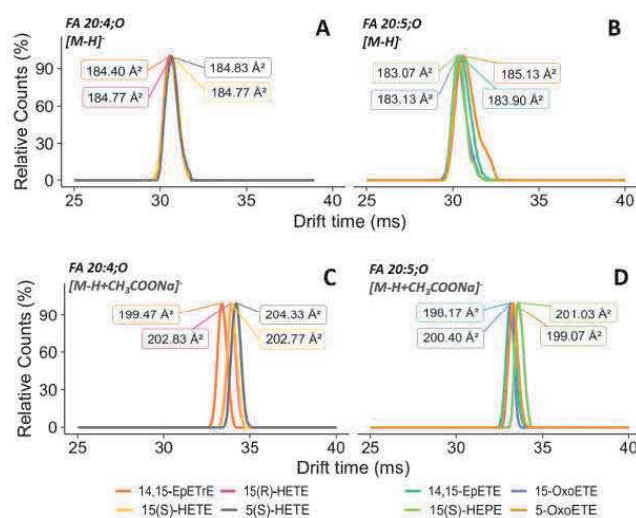 FA 20:4;O
[M-H]⁻
A
184.40 Å²
184.83 Å²
184.77 Å²
184.77 Å²
Relative Counts (%)
90
60
30
0
25
30
35
40
Drift time (ms)
FA 20:5;O
[M-H]⁻
B
183.07 Å²
185.13 Å²
183.13 Å²
183.90 Å²
25
30
35
40
Drift time (ms)
FA 20:4;O
[M-H+CH₃COONa]⁻
C
199.47 Å²
204.33 Å²
202.83 Å²
202.77 Å²
Relative Counts (%)
90
60
30
0
25
30
35
40
Drift time (ms)
FA 20:5;O
[M-H+CH₃COONa]⁻
D
198.17 Å²
201.03 Å²
200.40 Å²
199.07 Å²
25
30
35
40
Drift time (ms)
14,15-EpETrE 15(R)-HETE
15(S)-HETE 5(S)-HETE
14,15-EpETE 15-OxoETE
15(S)-HEPE 5-OxoETE